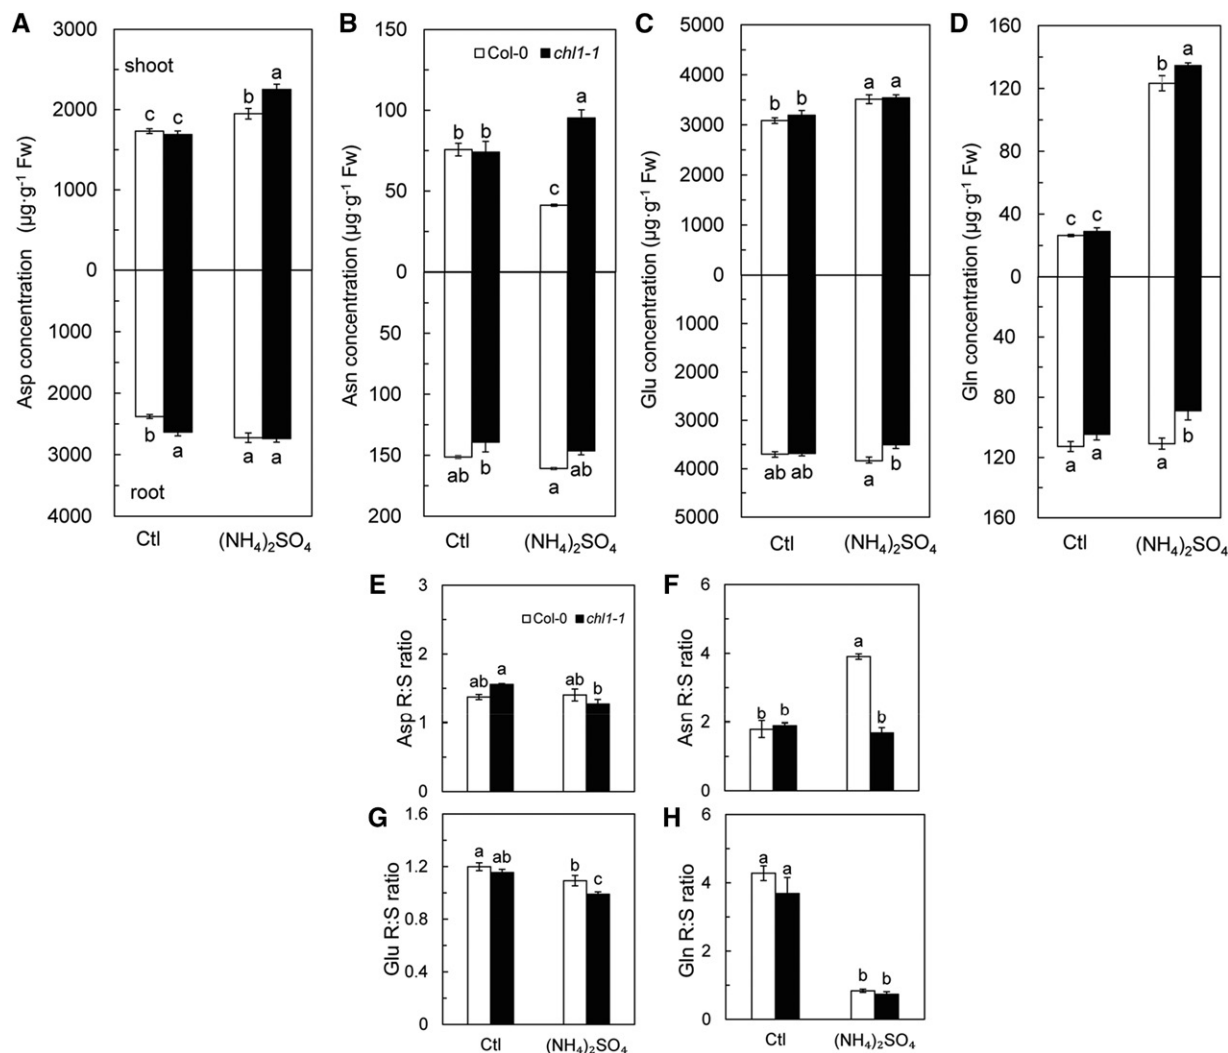 A
B
C
D
3000
2000
1000
0
1000
2000
3000
4000
Asp concentration (µg·g⁻¹ Fw)
shoot
root
c c b a
b a a a
Ctl (NH₄)₂SO₄
150
100
50
0
50
100
150
200
Asn concentration (µg·g⁻¹ Fw)
Col-0 chl1-1
b b c a
ab b a ab
Ctl (NH₄)₂SO₄
5000
4000
3000
2000
1000
0
1000
2000
3000
4000
5000
Glu concentration (µg·g⁻¹ Fw)
b b a a
ab ab a b
Ctl (NH₄)₂SO₄
160
120
80
40
0
40
80
120
160
Gln concentration (µg·g⁻¹ Fw)
c c b a
a a a b
Ctl (NH₄)₂SO₄
E
3
2
1
0
Asp R:S ratio
Col-0 chl1-1
ab a ab b
F
6
4
2
0
Asn R:S ratio
b b a b
G
1.6
1.2
0.8
0.4
0
Glu R:S ratio
a ab b c
Ctl (NH₄)₂SO₄
H
6
4
2
0
Gln R:S ratio
a a b b
Ctl (NH₄)₂SO₄